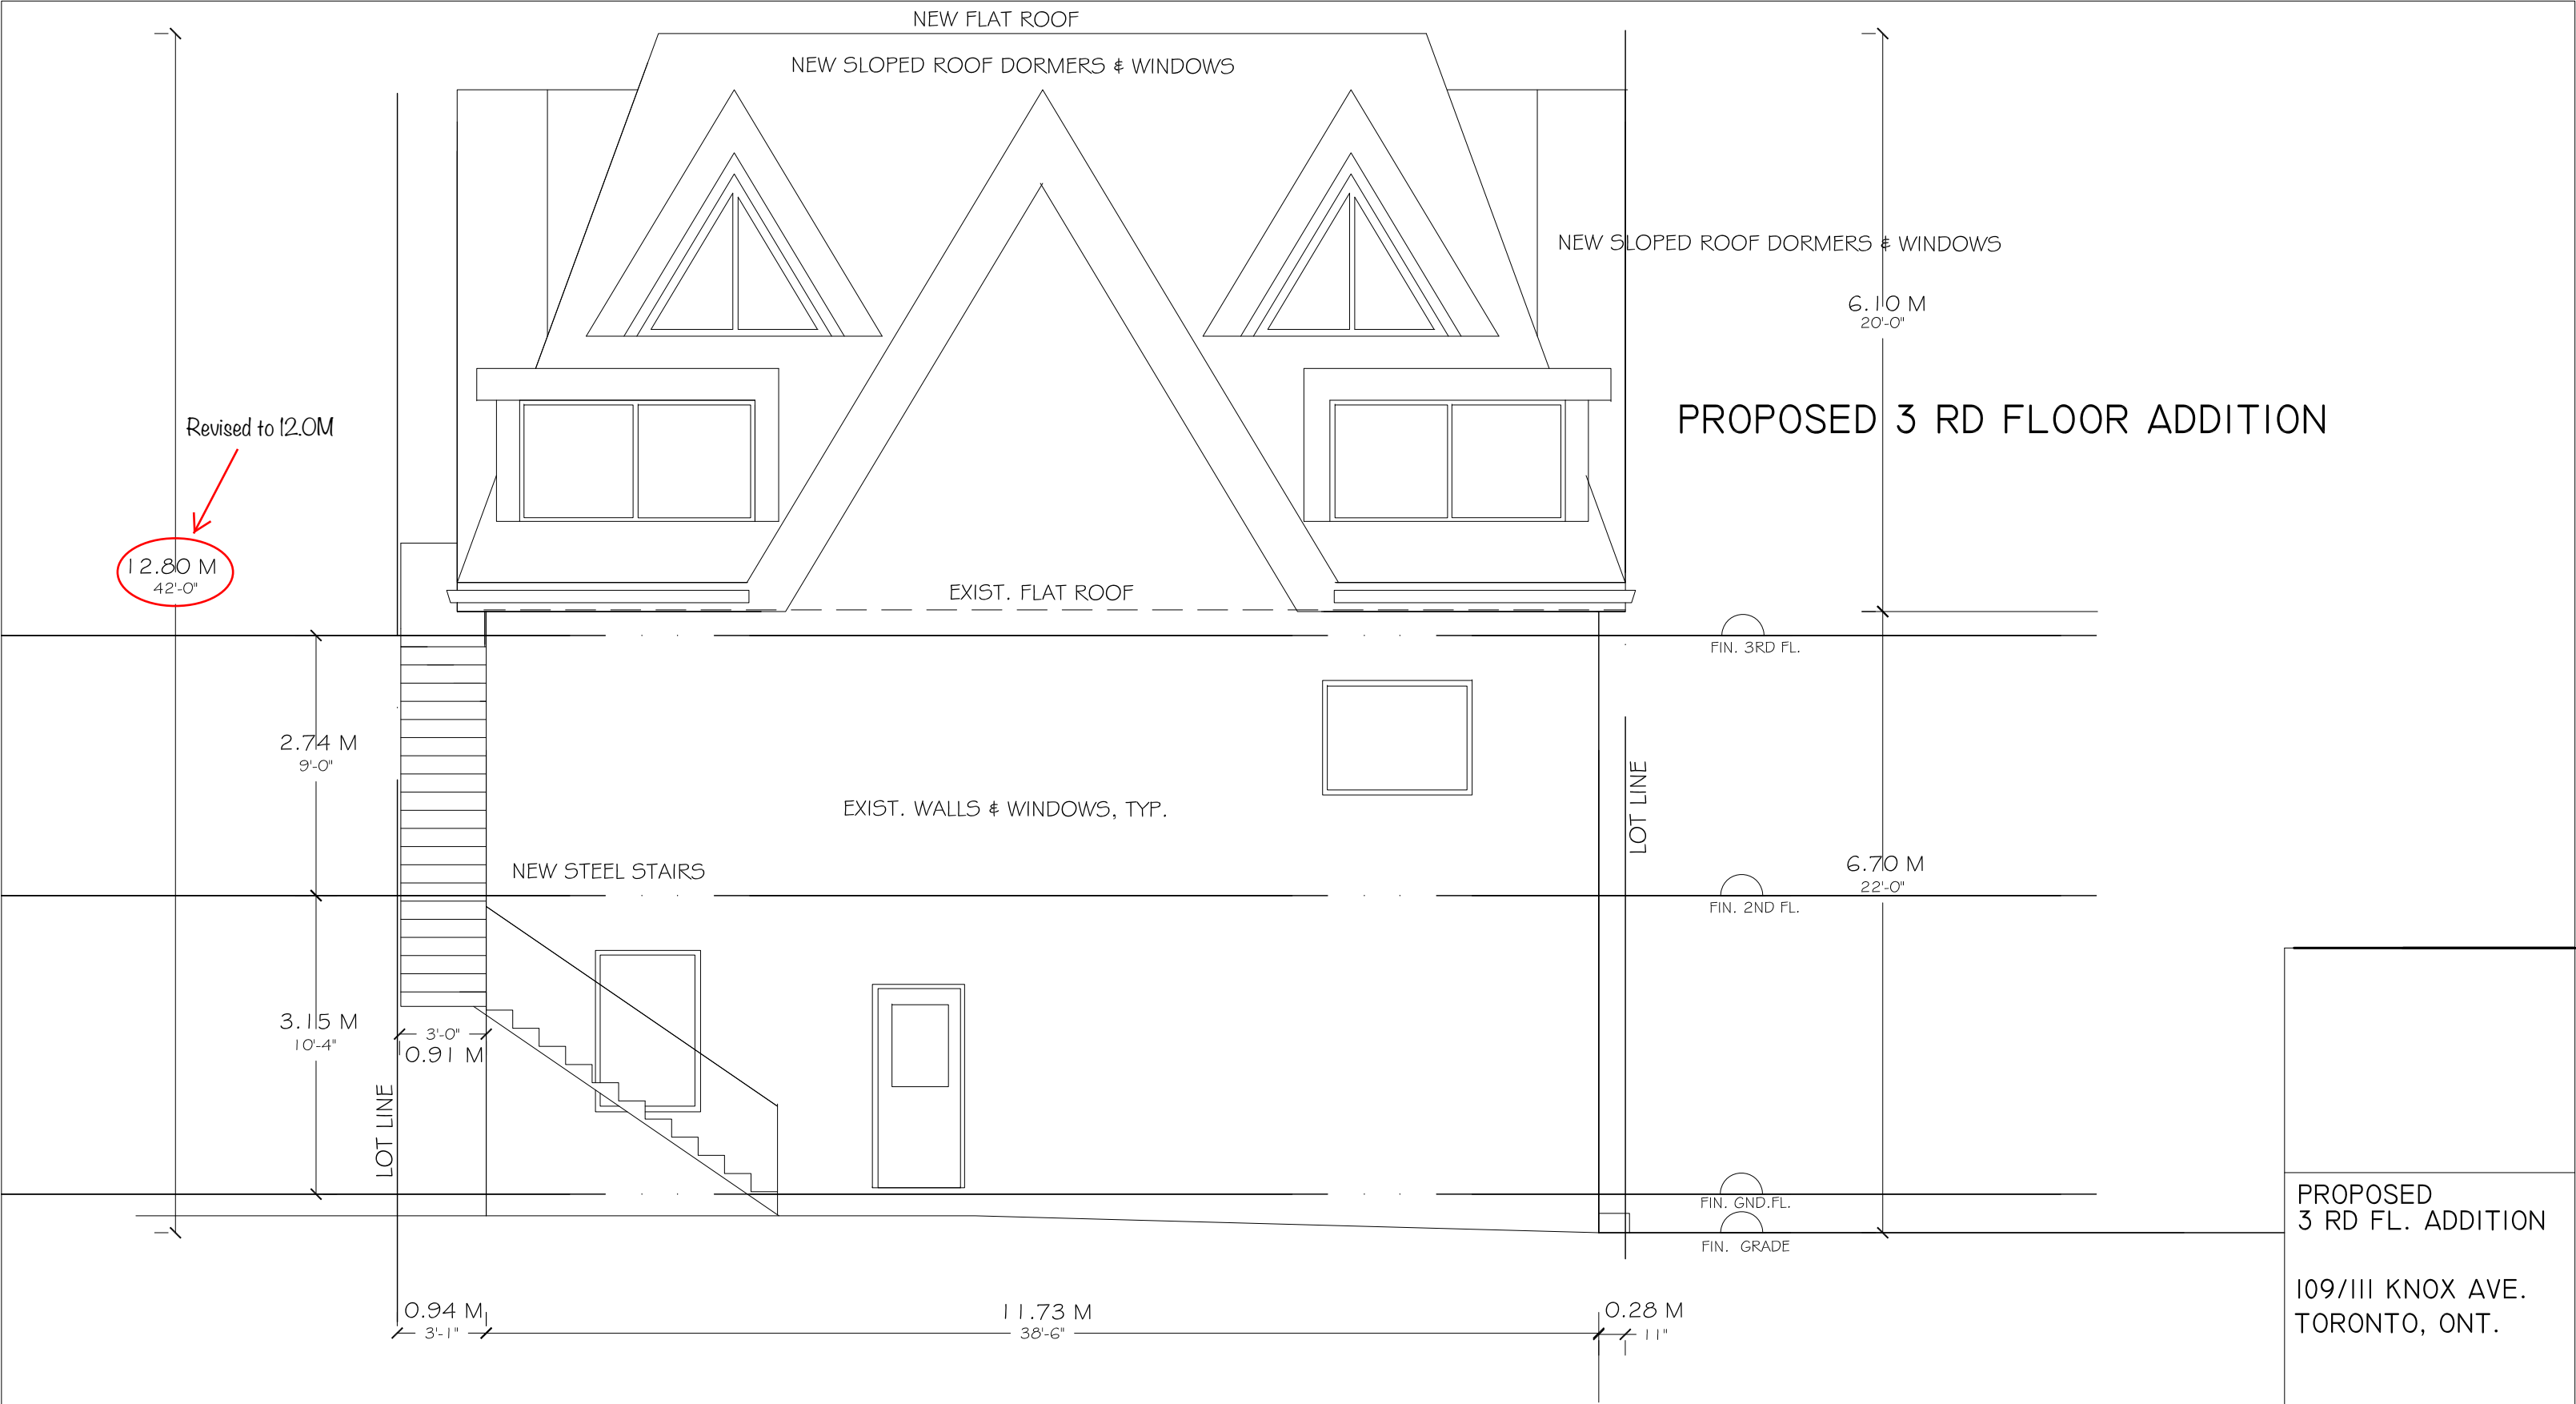 NEW FLAT ROOF
NEW SLOPED ROOF DORMERS & WINDOWS
NEW SLOPED ROOF DORMERS & WINDOWS
6.10 M
20'-0"
PROPOSED 3 RD FLOOR ADDITION
Revised to 12.0M
12.80 M
42'-0"
EXIST. FLAT ROOF
FIN. 3RD FL.
2.74 M
9'-0"
EXIST. WALLS & WINDOWS, TYP.
LOT LINE
6.70 M
22'-0"
NEW STEEL STAIRS
FIN. 2ND FL.
3.15 M
10'-4"
3'-0"
0.91 M
LOT LINE
FIN. GND.FL.
FIN. GRADE
PROPOSED
3 RD FL. ADDITION
109/111 KNOX AVE.
TORONTO, ONT.
0.94 M
3'-1"
11.73 M
38'-6"
0.28 M
11"